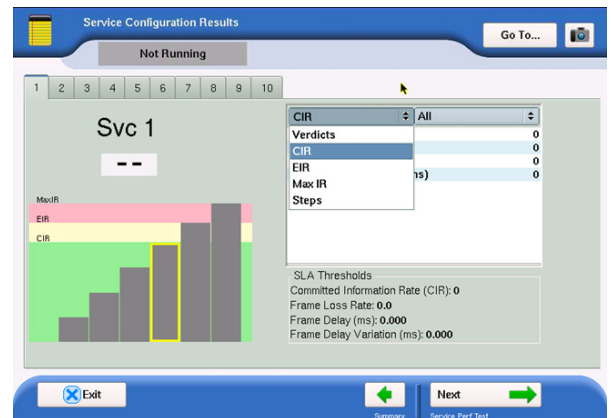 Service Configuration Results
Go To...
Not Running
1 2 3 4 5 6 7 8 9 10
Svc 1
--
MaxIR
EIR
CIR
CIR All
Verdicts 0
CIR 0
EIR 0
Max IR ns) 0
Steps
SLA Thresholds
Committed Information Rate (CIR): 0
Frame Loss Rate: 0.0
Frame Delay (ms): 0.000
Frame Delay Variation (ms): 0.000
Exit
Next
Summary
Service Perf Test